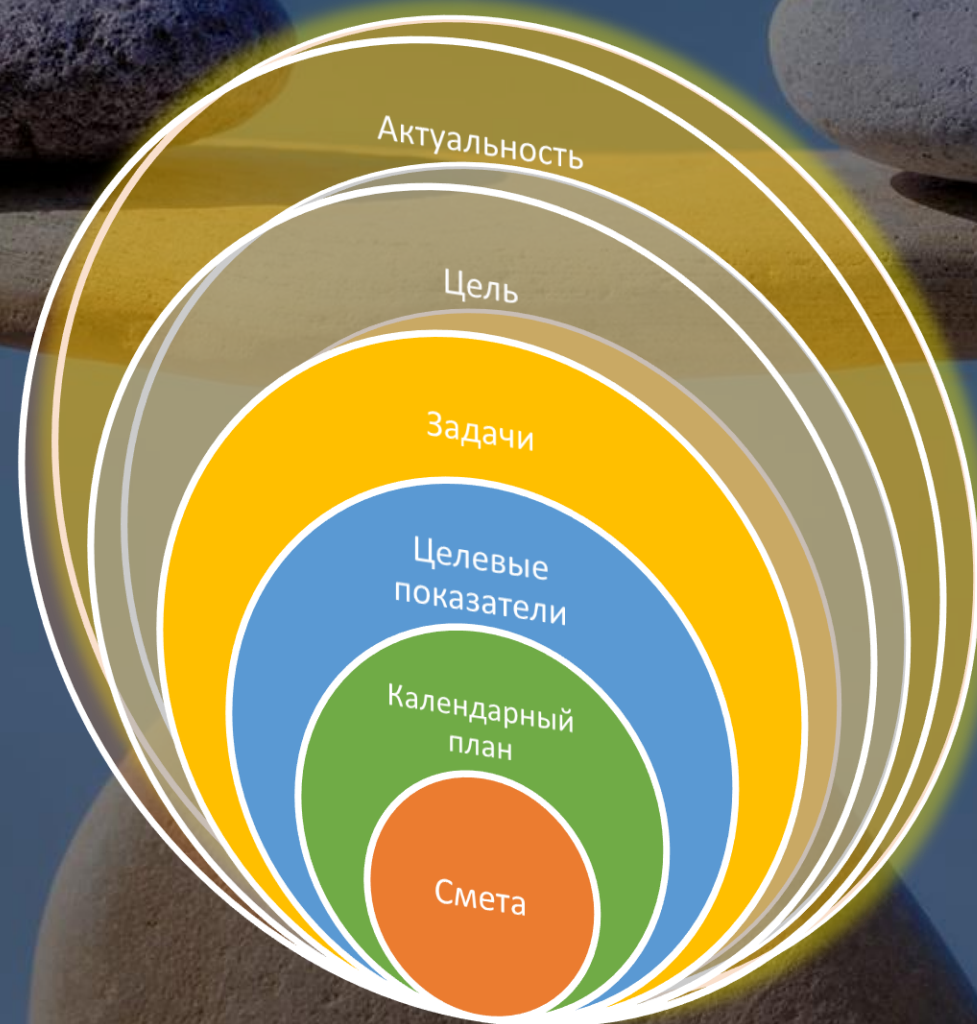 Актуальность
Цель
Задачи
Целевые
показатели
Календарный
план
Смета